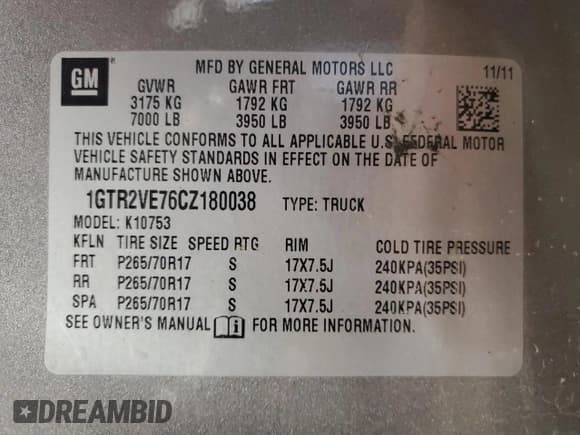 GM
MFD BY GENERAL MOTORS LLC 11/11
GVWR GAWR FRT GAWR RR
3175 KG 1792 KG 1792 KG
7000 LB 3950 LB 3950 LB
THIS VEHICLE CONFORMS TO ALL APPLICABLE U.S. FEDERAL MOTOR
VEHICLE SAFETY STANDARDS IN EFFECT ON THE DATE OF
MANUFACTURE SHOWN ABOVE.
1GTR2VE76CZ180038 TYPE: TRUCK
MODEL: K10753
KFLN TIRE SIZE SPEED RTG RIM COLD TIRE PRESSURE
FRT P265/70R17 S 17X7.5J 240KPA(35PSI)
RR P265/70R17 S 17X7.5J 240KPA(35PSI)
SPA P265/70R17 S 17X7.5J 240KPA(35PSI)
SEE OWNER'S MANUAL i FOR MORE INFORMATION.
DREAMBID